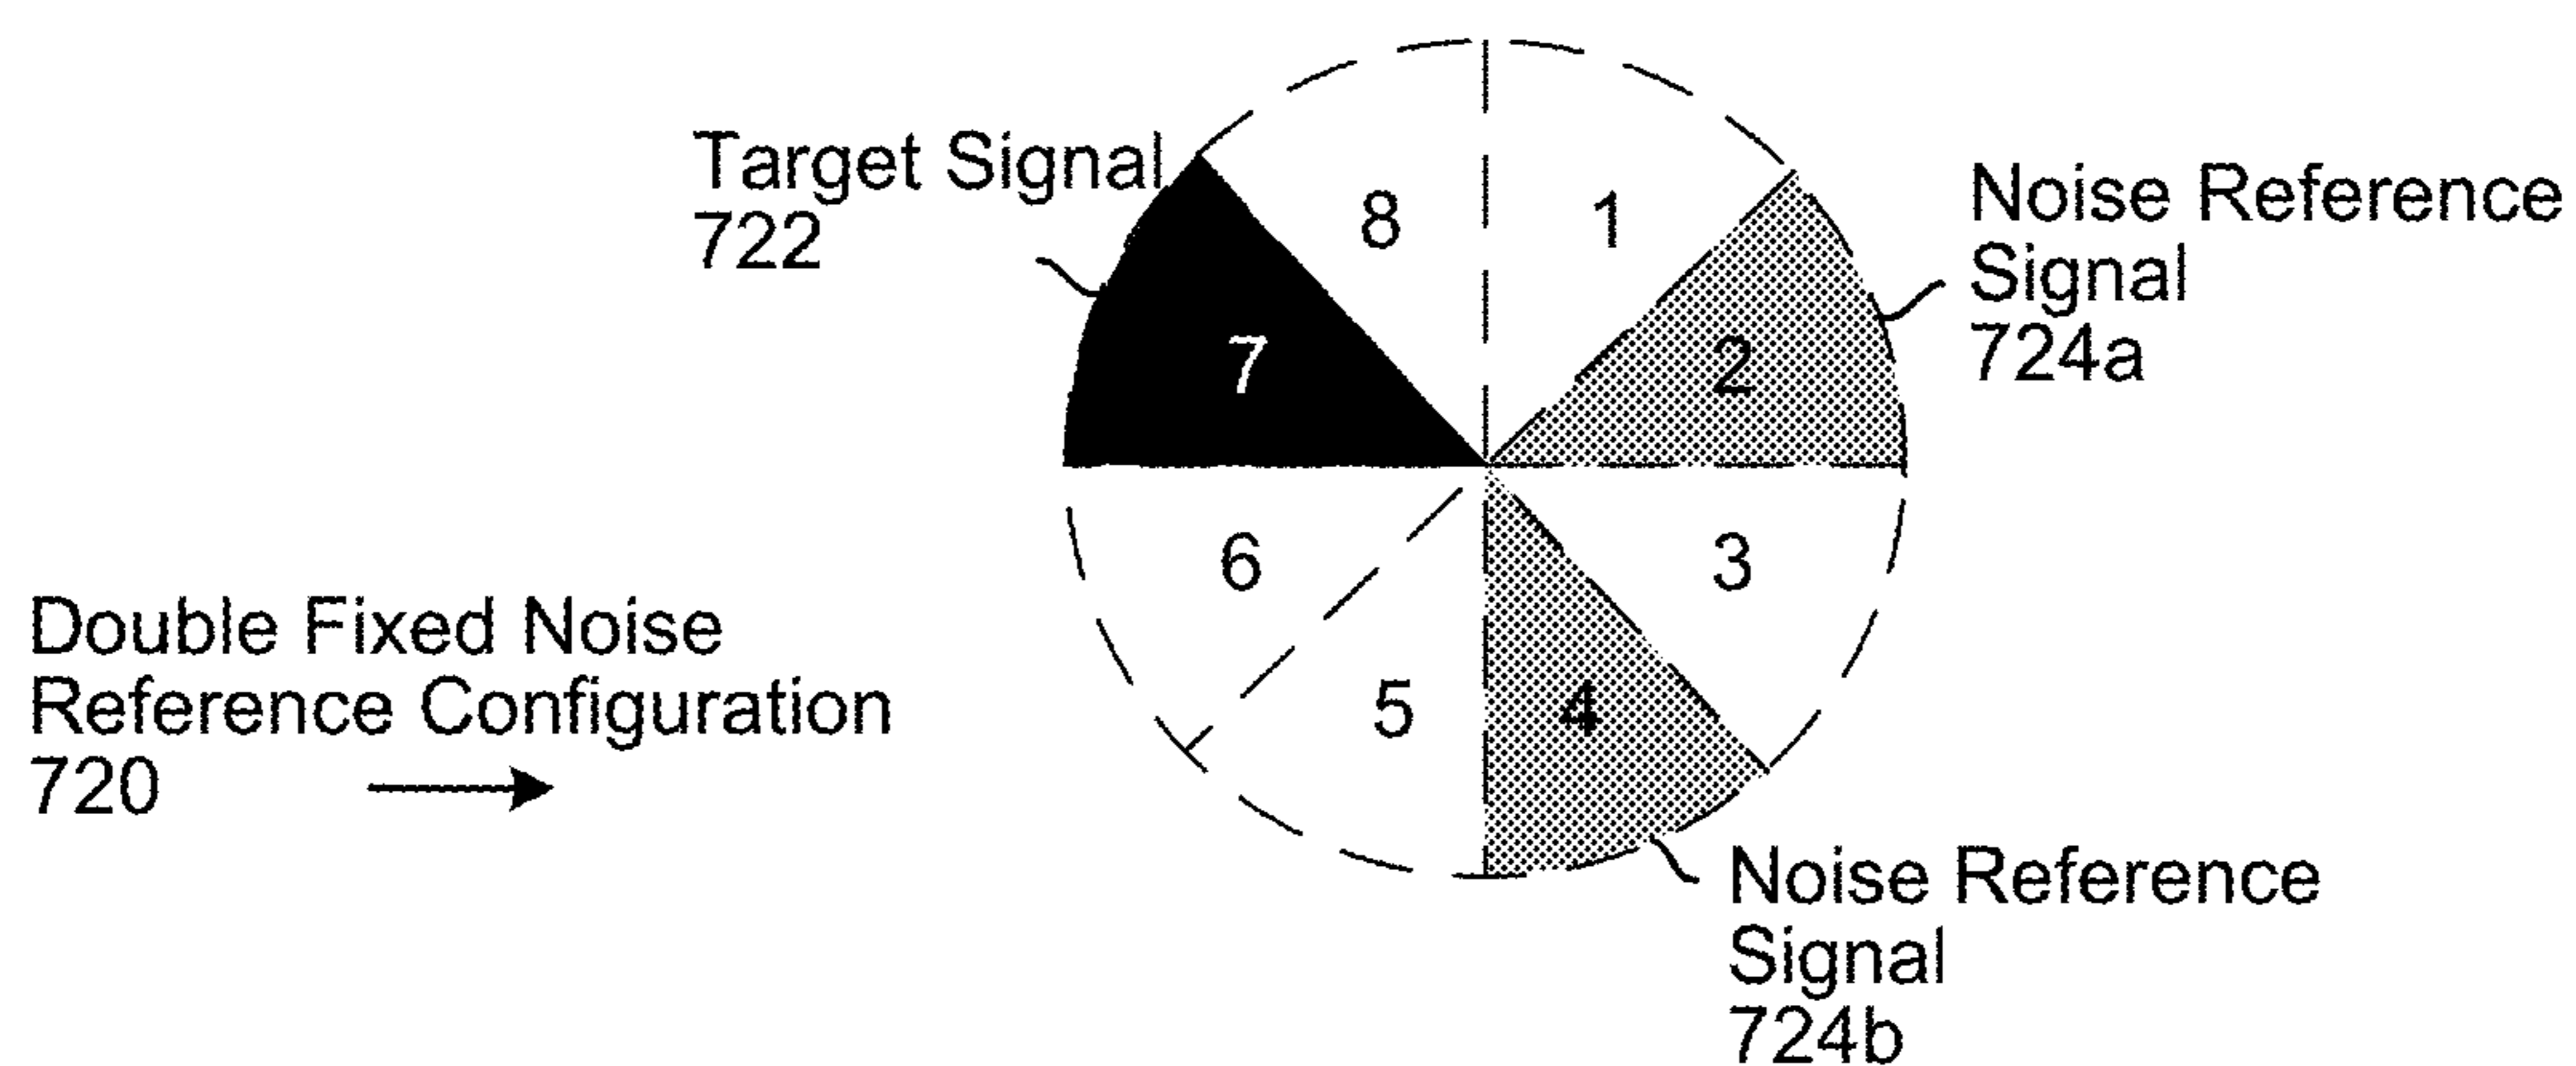 Target Signal
722
Noise Reference
Signal
724a
8
1
7
2
6
3
5
4
Double Fixed Noise
Reference Configuration
720
Noise Reference
Signal
724b